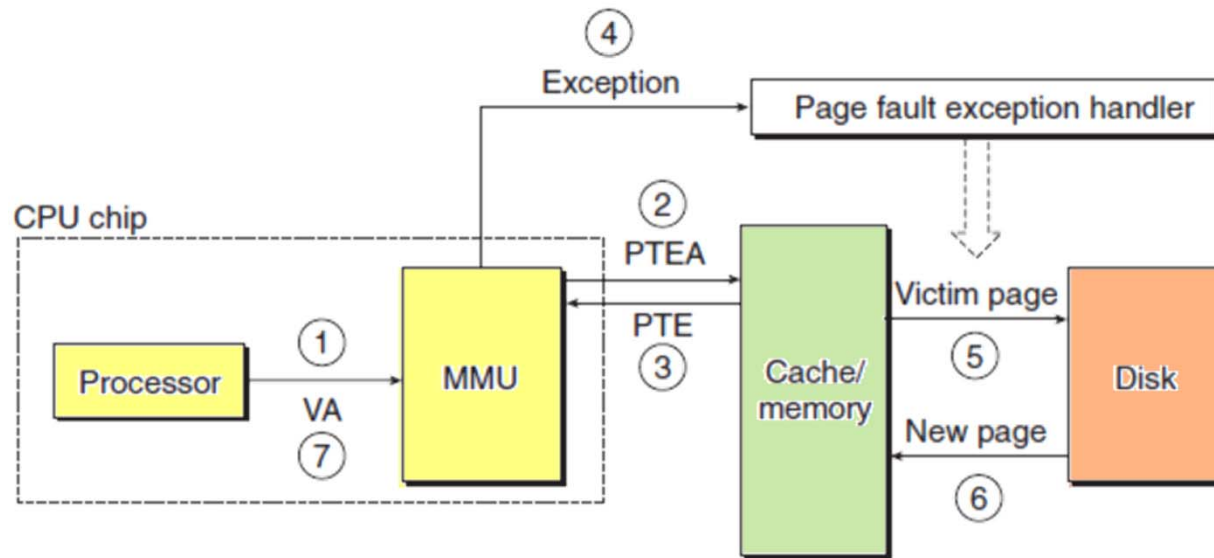 4
Exception
Page fault exception handler
CPU chip
2
PTEA
Processor
1
VA
7
MMU
PTE
3
Cache/
memory
Victim page
5
New page
6
Disk